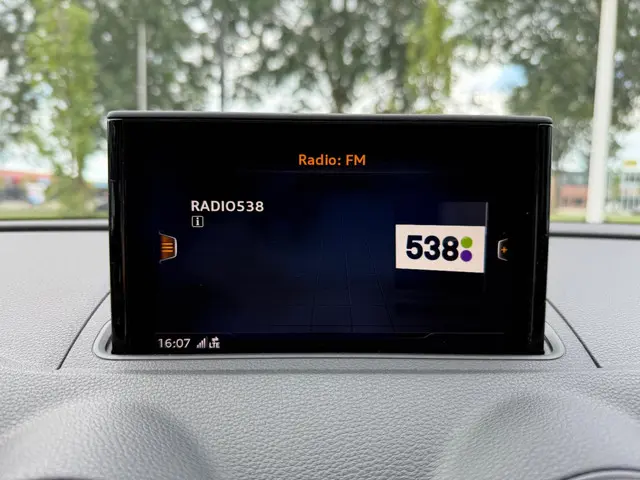 Radio: FM
RADIO538
i
538
16:07 LTE